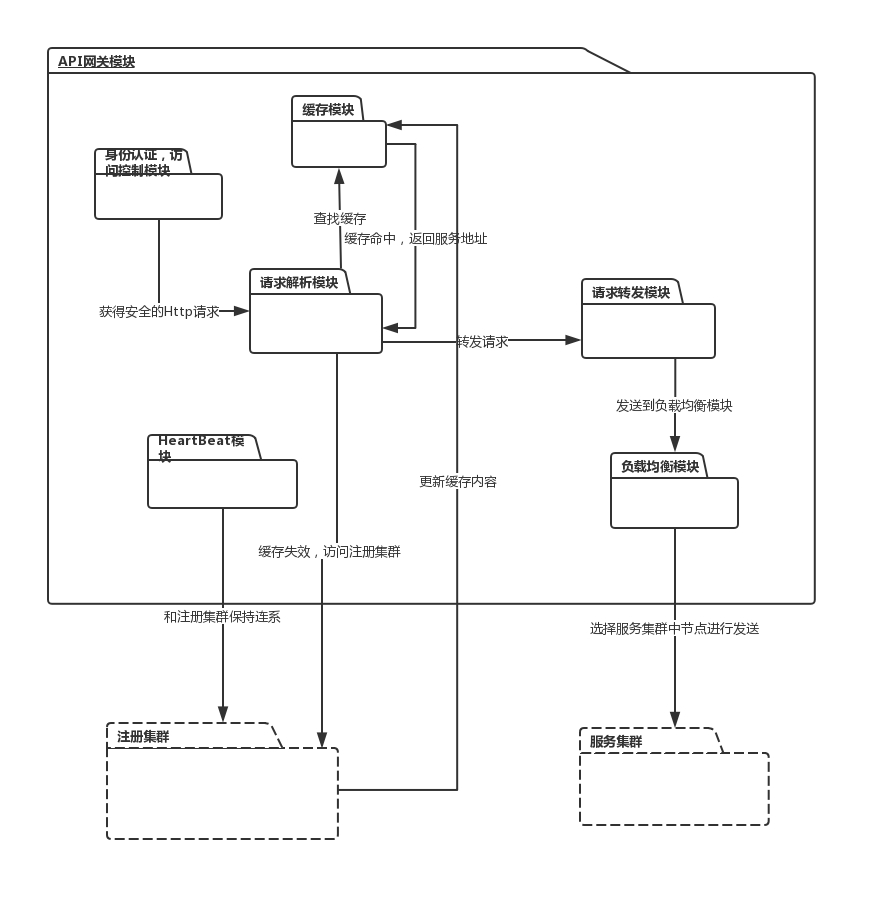 API网关模块
缓存模块
身份认证，访
问控制模块
查找缓存
缓存命中，返回服务地址
请求解析模块
请求转发模块
获得安全的Http请求
转发请求
发送到负载均衡模块
HeartBeat模
块
负载均衡模块
更新缓存内容
缓存失效，访问注册集群
和注册集群保持连系
选择服务集群中节点进行发送
注册集群
服务集群